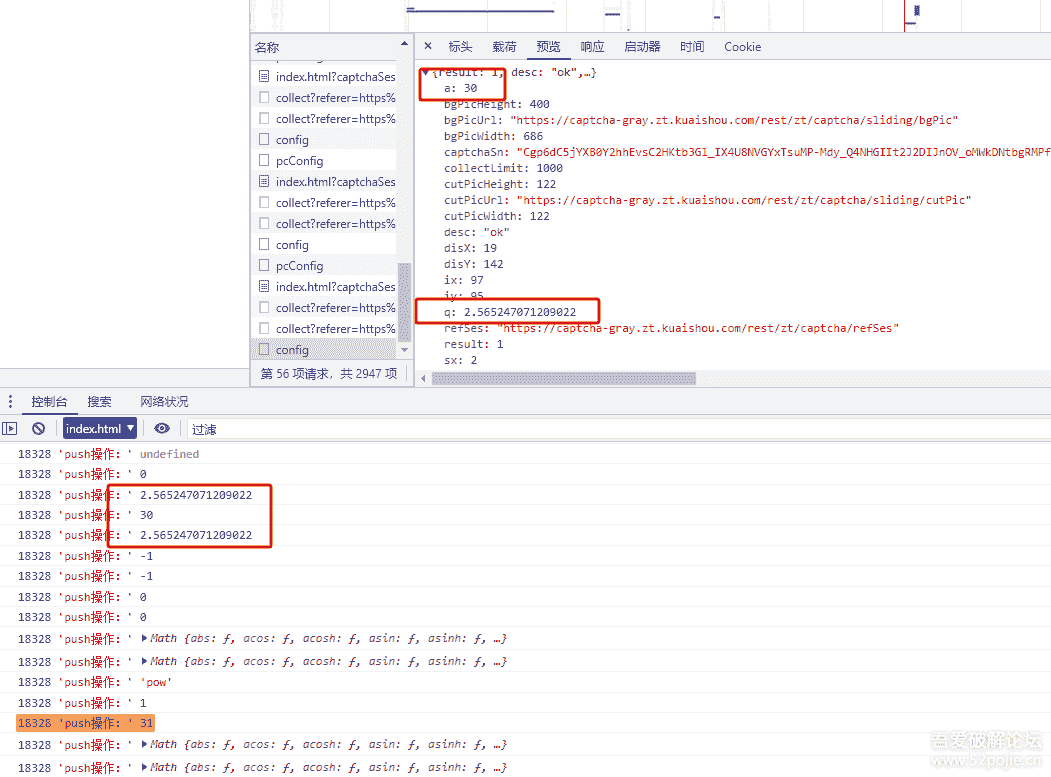 名称
index.html?captchaSes
collect?referer=https%
collect?referer=https%
config
pcConfig
index.html?captchaSes
collect?referer=https%
collect?referer=https%
config
pcConfig
index.html?captchaSes
collect?referer=https%
collect?referer=https%
config
第 56 项请求，共 2947 项
× 标头 载荷 预览 响应 启动器 时间 Cookie
▼{result: 1, desc: "ok",…}
a: 30
bgPicHeight: 400
bgPicUrl: "https://captcha-gray.zt.kuaishou.com/rest/zt/captcha/sliding/bgPic"
bgPicWidth: 686
captchaSn:
collectLimit: 1000
cutPicHeight: 122
cutPicUrl: "https://captcha-gray.zt.kuaishou.com/rest/zt/captcha/sliding/cutPic"
cutPicWidth: 122
desc: "ok"
disX: 19
disY: 142
ix: 97
iy: 95
q: 2.565247071209022
refSes: "https://captcha-gray.zt.kuaishou.com/rest/zt/captcha/refSes"
result: 1
sx: 2
控制台 搜索 网络状况
index.html ▼ 过滤
18328 'push操作：' undefined
18328 'push操作：' 0
18328 'push操作：' 2.565247071209022
18328 'push操作：' 30
18328 'push操作：' 2.565247071209022
18328 'push操作：' -1
18328 'push操作：' -1
18328 'push操作：' 0
18328 'push操作：' 0
18328 'push操作：' ▶Math {abs: ƒ, acos: ƒ, acosh: ƒ, asin: ƒ, asinh: ƒ, …}
18328 'push操作：' ▶Math {abs: ƒ, acos: ƒ, acosh: ƒ, asin: ƒ, asinh: ƒ, …}
18328 'push操作：' 'pow'
18328 'push操作：' 1
18328 'push操作：' 31
18328 'push操作：' ▶Math {abs: ƒ, acos: ƒ, acosh: ƒ, asin: ƒ, asinh: ƒ, …}
18328 'push操作：' ▶Math {abs: ƒ, acos: ƒ, acosh: ƒ, asin: ƒ, asinh: ƒ, …}
吾爱破解论坛
www.52pojie.cn